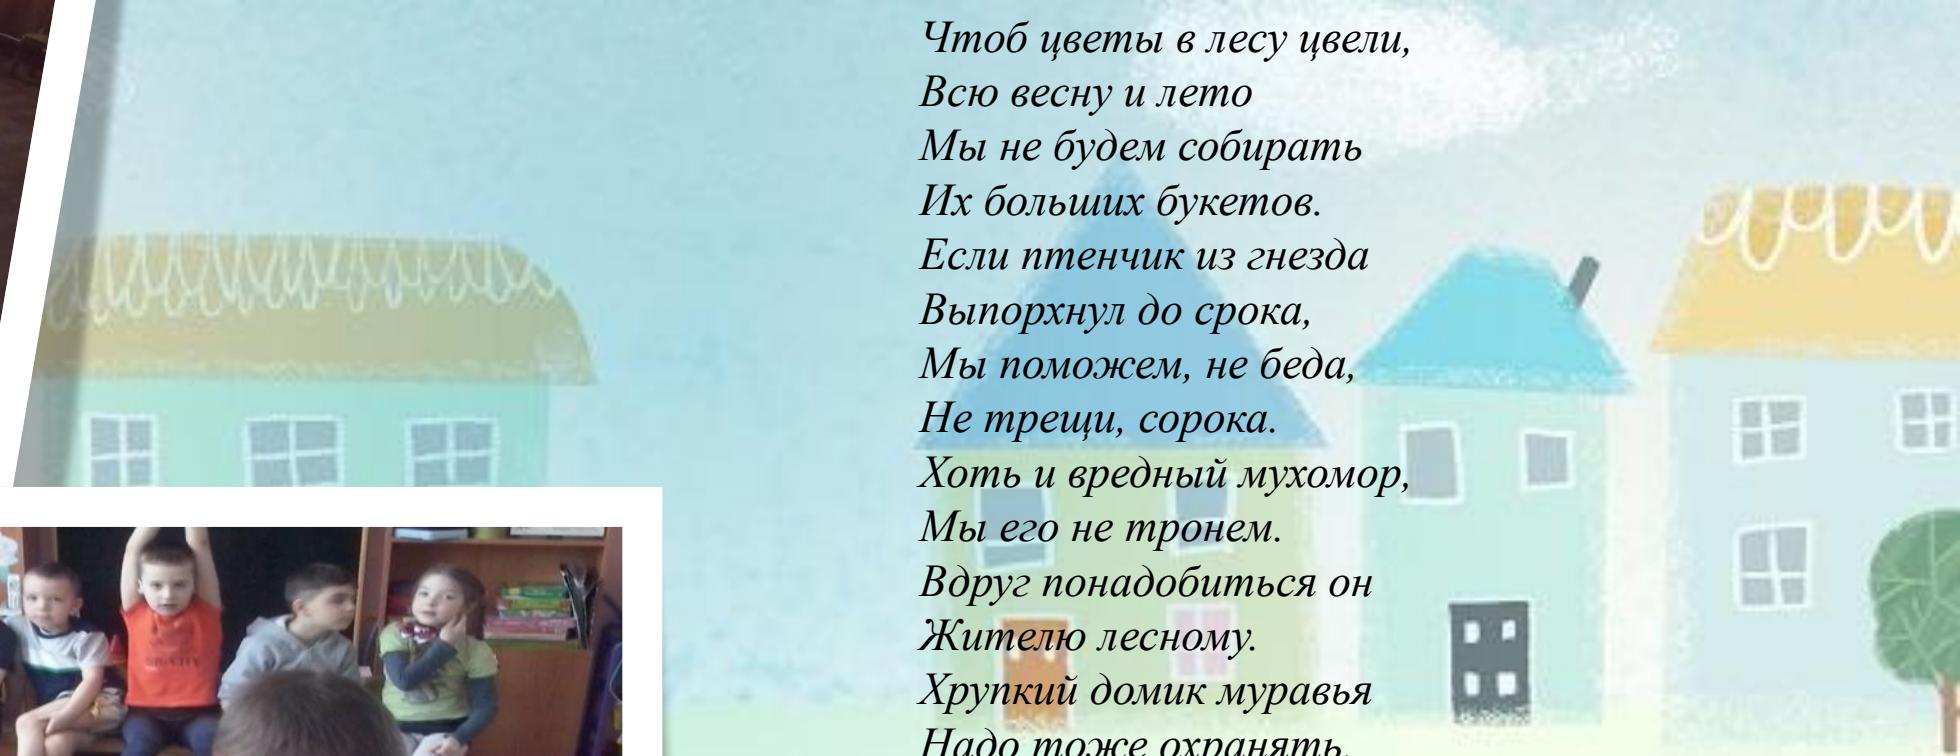 Чтоб цветы в лесу цвели,
Всю весну и лето
Мы не будем собирать
Их больших букетов.
Если птенчик из гнезда
Выпорхнул до срока,
Мы поможем, не беда,
Не трещи, сорока.
Хоть и вредный мухомор,
Мы его не тронем.
Вдруг понадобиться он
Жителю лесному.
Хрупкий домик муравья
Надо тоже охранять.